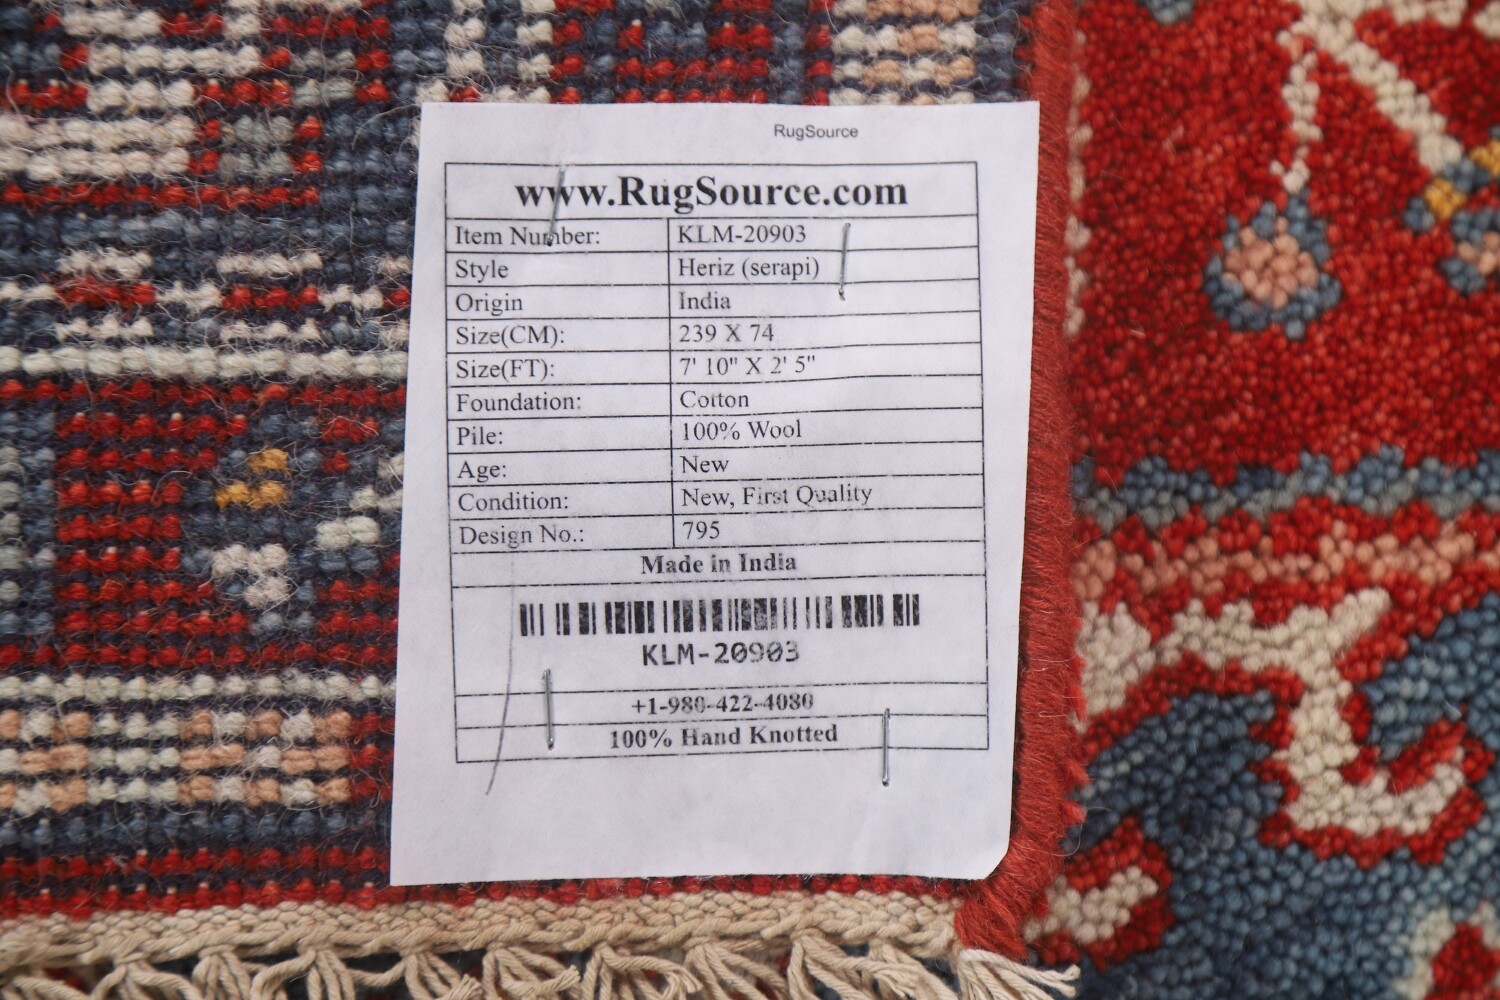 RugSource
www.RugSource.com
Item Number: KLM-20903
Style Heriz (serapi)
Origin India
Size(CM): 239 X 74
Size(FT): 7' 10" X 2' 5"
Foundation: Cotton
Pile: 100% Wool
Age: New
Condition: New, First Quality
Design No.: 795
Made in India
KLM-20903
+1-980-422-4080
100% Hand Knotted